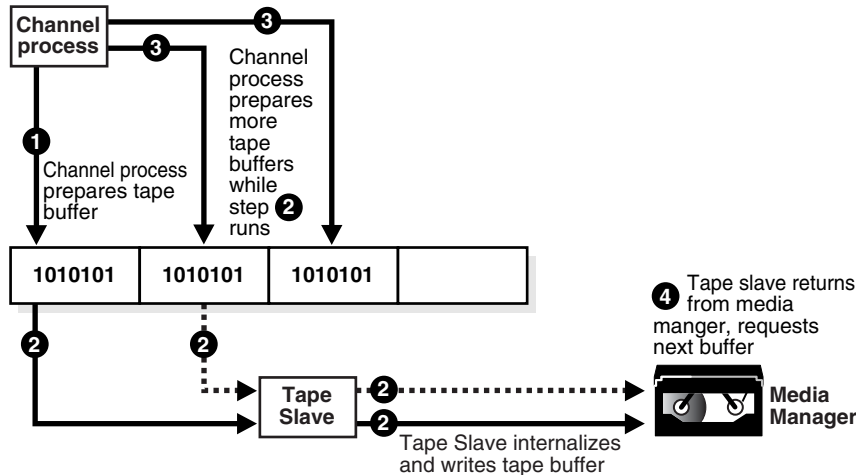 Channel
process
3
3
1
Channel process
prepares tape
buffer
Channel
process
prepares
more
tape
buffers
while
step 2
runs
1010101
1010101
1010101
2
2
Tape
Slave
2
2
Tape Slave internalizes
and writes tape buffer
4 Tape slave returns
from media
manger, requests
next buffer
Media
Manager